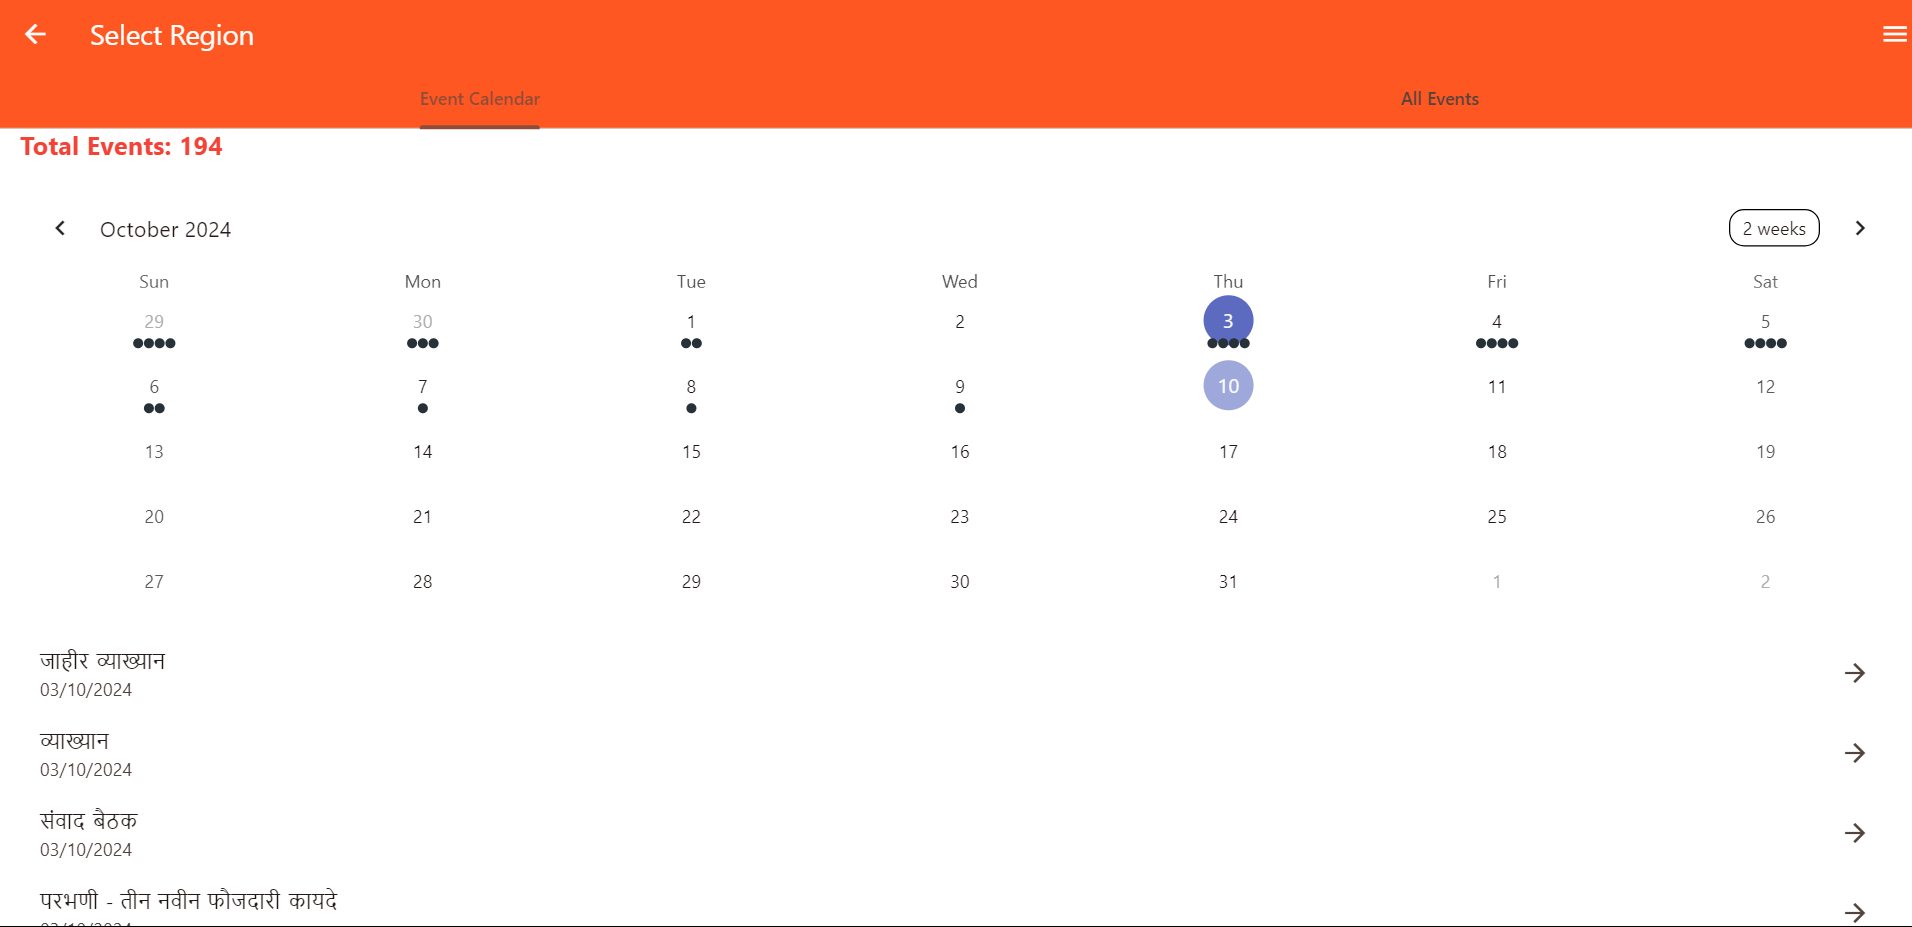 Select Region
Event Calendar All Events
Total Events: 194
October 2024 2 weeks
Sun Mon Tue Wed Thu Fri Sat
29 30 1 2 3 4 5
6 7 8 9 10 11 12
13 14 15 16 17 18 19
20 21 22 23 24 25 26
27 28 29 30 31 1 2
जाहीर व्याख्यान
03/10/2024
व्याख्यान
03/10/2024
संवाद बैठक
03/10/2024
परभणी - तीन नवीन फौजदारी कायदे